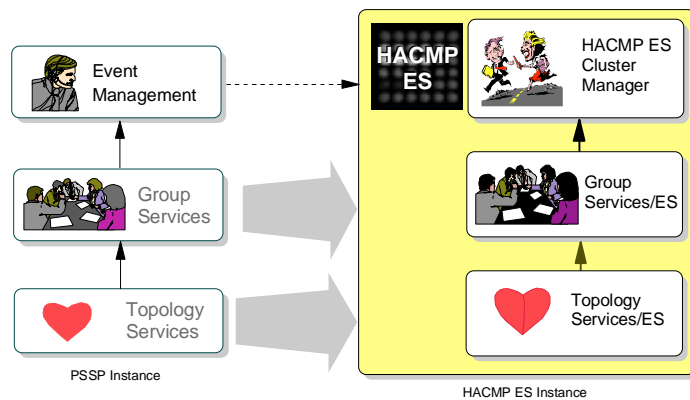 Event
Management
Group
Services
Topology
Services
PSSP Instance
HACMP
ES
HACMP ES
Cluster
Manager
Group
Services/ES
Topology
Services/ES
HACMP ES Instance